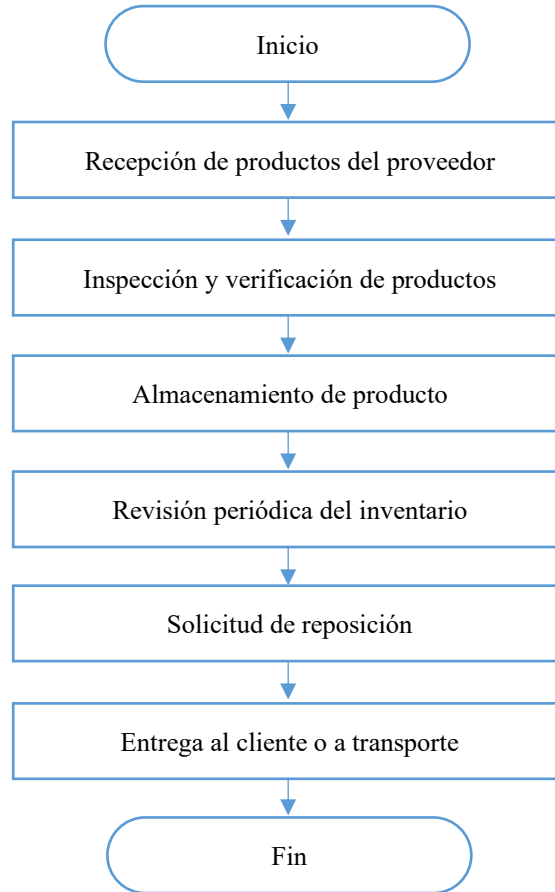 Inicio
Recepción de productos del proveedor
Inspección y verificación de productos
Almacenamiento de producto
Revisión periódica del inventario
Solicitud de reposición
Entrega al cliente o a transporte
Fin